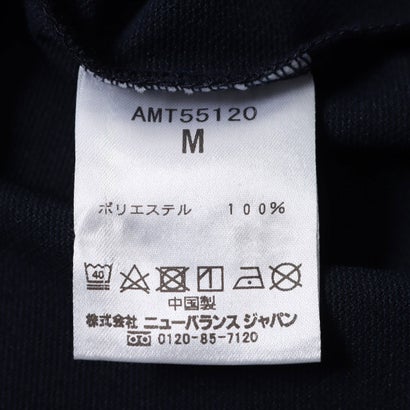 AMT55120
M
ポリエステル 100%
40
中国製
株式会社 ニューバランス ジャパン
0120-85-7120